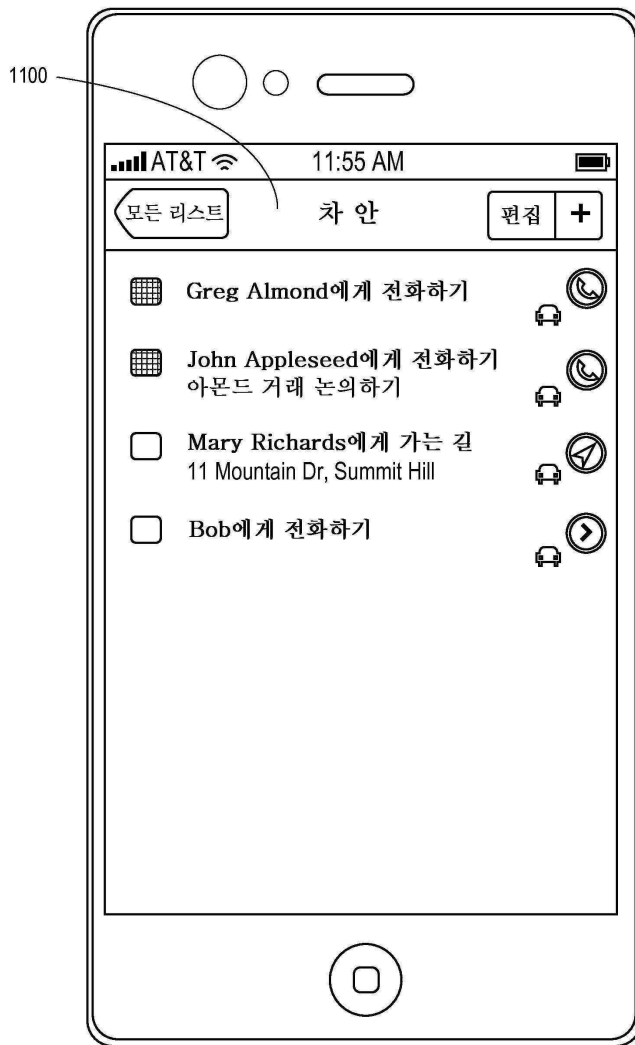 1100
AT&T 11:55 AM
모든 리스트 차 안 편집 +
Greg Almond에게 전화하기
John Appleseed에게 전화하기
아몬드 거래 논의하기
Mary Richards에게 가는 길
11 Mountain Dr, Summit Hill
Bob에게 전화하기